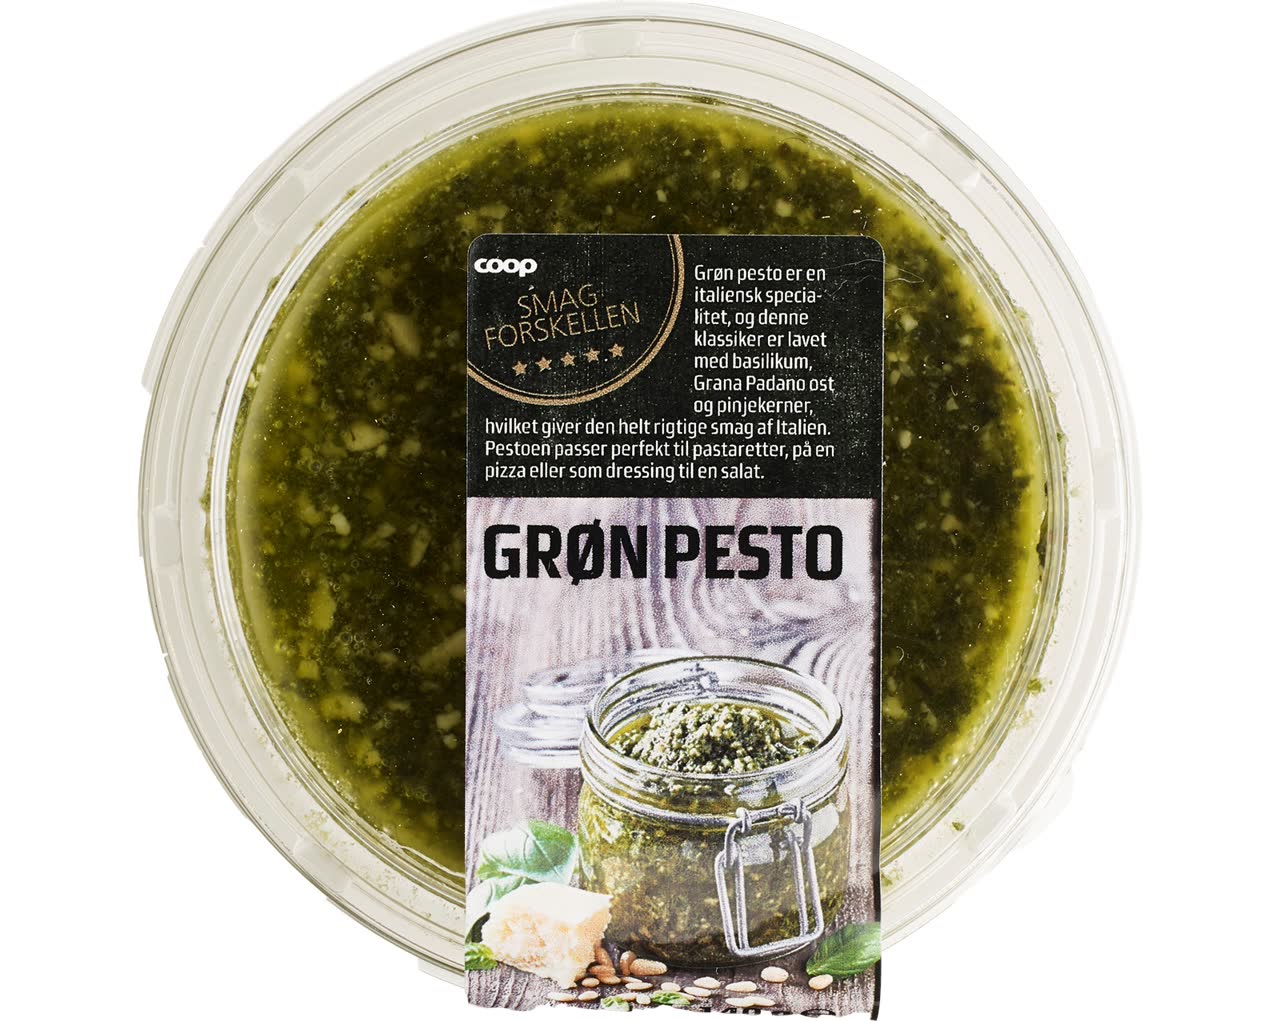 coop
SMAG
FORSKELLEN
Grøn pesto er en
italiensk specia-
litet, og denne
klassiker er lavet
med basilikum,
Grana Padano ost
og pinjekerner,
hvilket giver den helt rigtige smag af Italien.
Pestoen passer perfekt til pastaretter, på en
pizza eller som dressing til en salat.
GRØN PESTO